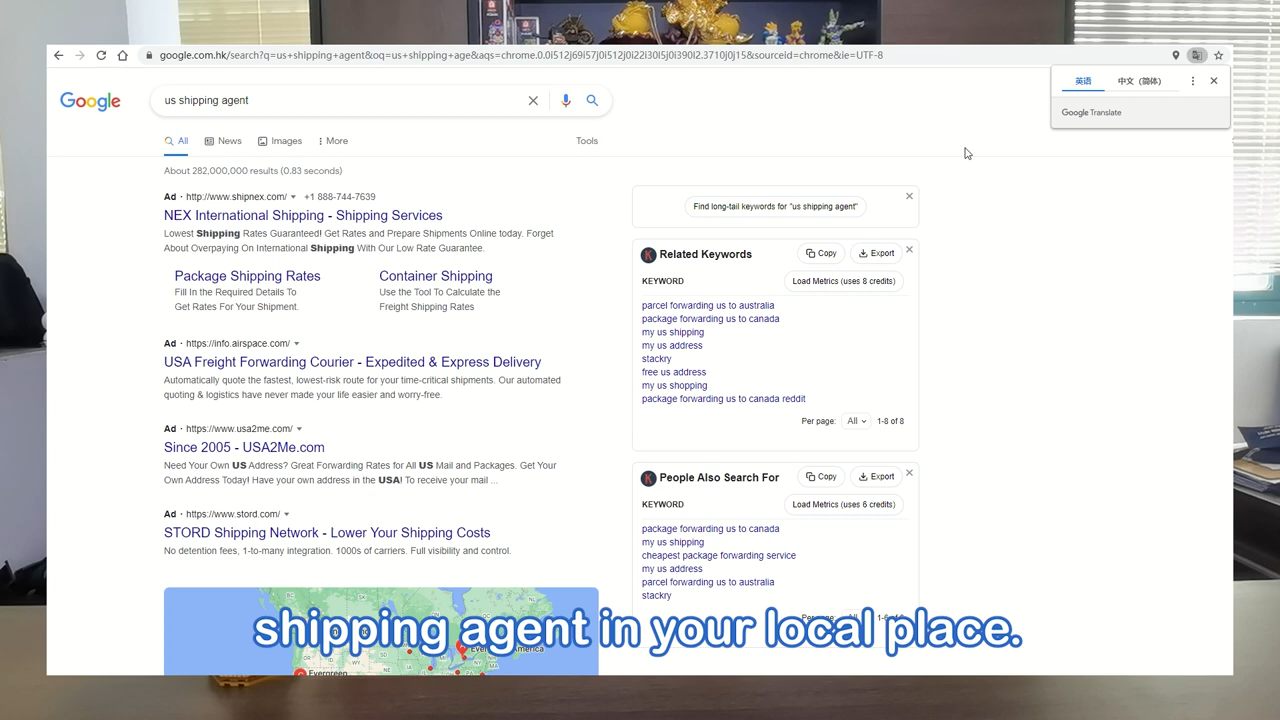 google.com.hk/search?q=us+shipping+agent&oq=us+shipping+age&aqs=chrome.0.0i512j69i57j0i512j0i22i30l5j0i390l2.3710j0j15&sourceid=chrome&ie=UTF-8
英语 中文 (简体)
Google Translate
Google us shipping agent
All News Images More Tools
About 282,000,000 results (0.83 seconds)
Ad · http://www.shipnex.com/ +1 888-744-7639
NEX International Shipping - Shipping Services
Lowest Shipping Rates Guaranteed! Get Rates and Prepare Shipments Online today. Forget
About Overpaying On International Shipping With Our Low Rate Guarantee.
Package Shipping Rates
Fill In the Required Details To
Get Rates For Your Shipment.
Container Shipping
Use the Tool To Calculate the
Freight Shipping Rates
Ad · https://info.airspace.com/
USA Freight Forwarding Courier - Expedited & Express Delivery
Automatically quote the fastest, lowest-risk route for your time-critical shipments. Our automated
quoting & logistics have never made your life easier and worry-free.
Ad · https://www.usa2me.com/
Since 2005 - USA2Me.com
Need Your Own US Address? Great Forwarding Rates for All US Mail and Packages. Get Your
Own Address Today! Have your own address in the USA! To receive your mail ...
Ad · https://www.stord.com/
STORD Shipping Network - Lower Your Shipping Costs
No detention fees, 1-to-many integration. 1000s of carriers. Full visibility and control.
Find long-tail keywords for "us shipping agent"
Related Keywords Copy Export
KEYWORD Load Metrics (uses 8 credits)
parcel forwarding us to australia
package forwarding us to canada
my us shipping
my us address
stackry
free us address
my us shopping
package forwarding us to canada reddit
Per page: All 1-8 of 8
People Also Search For Copy Export
KEYWORD Load Metrics (uses 6 credits)
package forwarding us to canada
my us shipping
cheapest package forwarding service
my us address
parcel forwarding us to australia
stackry
shipping agent in your local place.
Evergreen